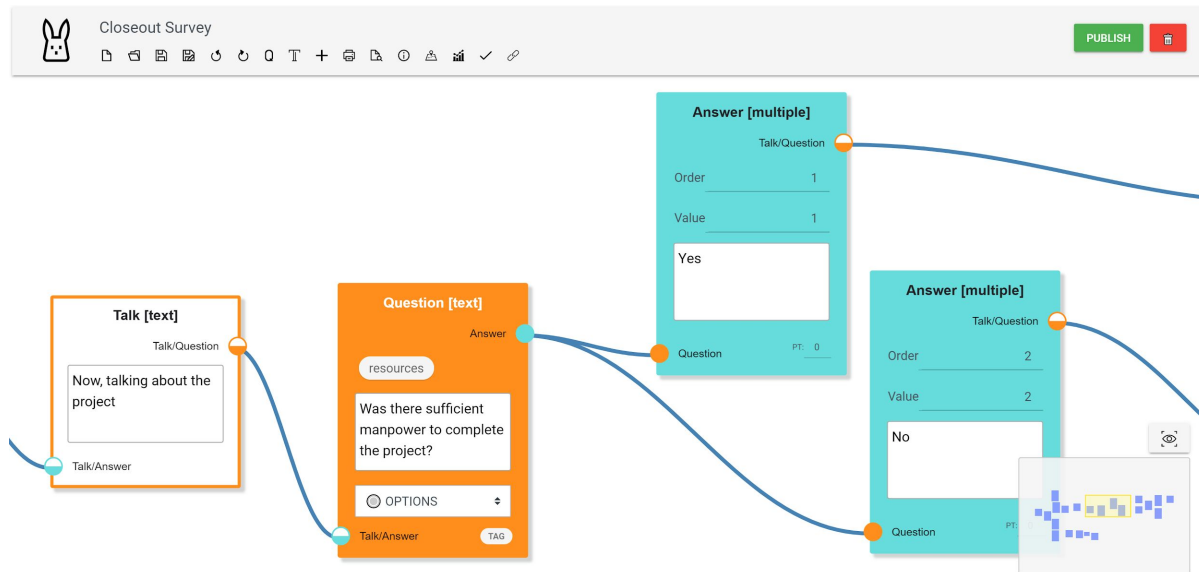 Closeout Survey
PUBLISH
Talk [text]
Talk/Question
Now, talking about the
project
Talk/Answer
Question [text]
Answer
resources
Was there sufficient
manpower to complete
the project?
OPTIONS
Talk/Answer
TAG
Answer [multiple]
Talk/Question
Order 1
Value 1
Yes
Question
PT: 0
Answer [multiple]
Talk/Question
Order 2
Value 2
No
Question
PT: